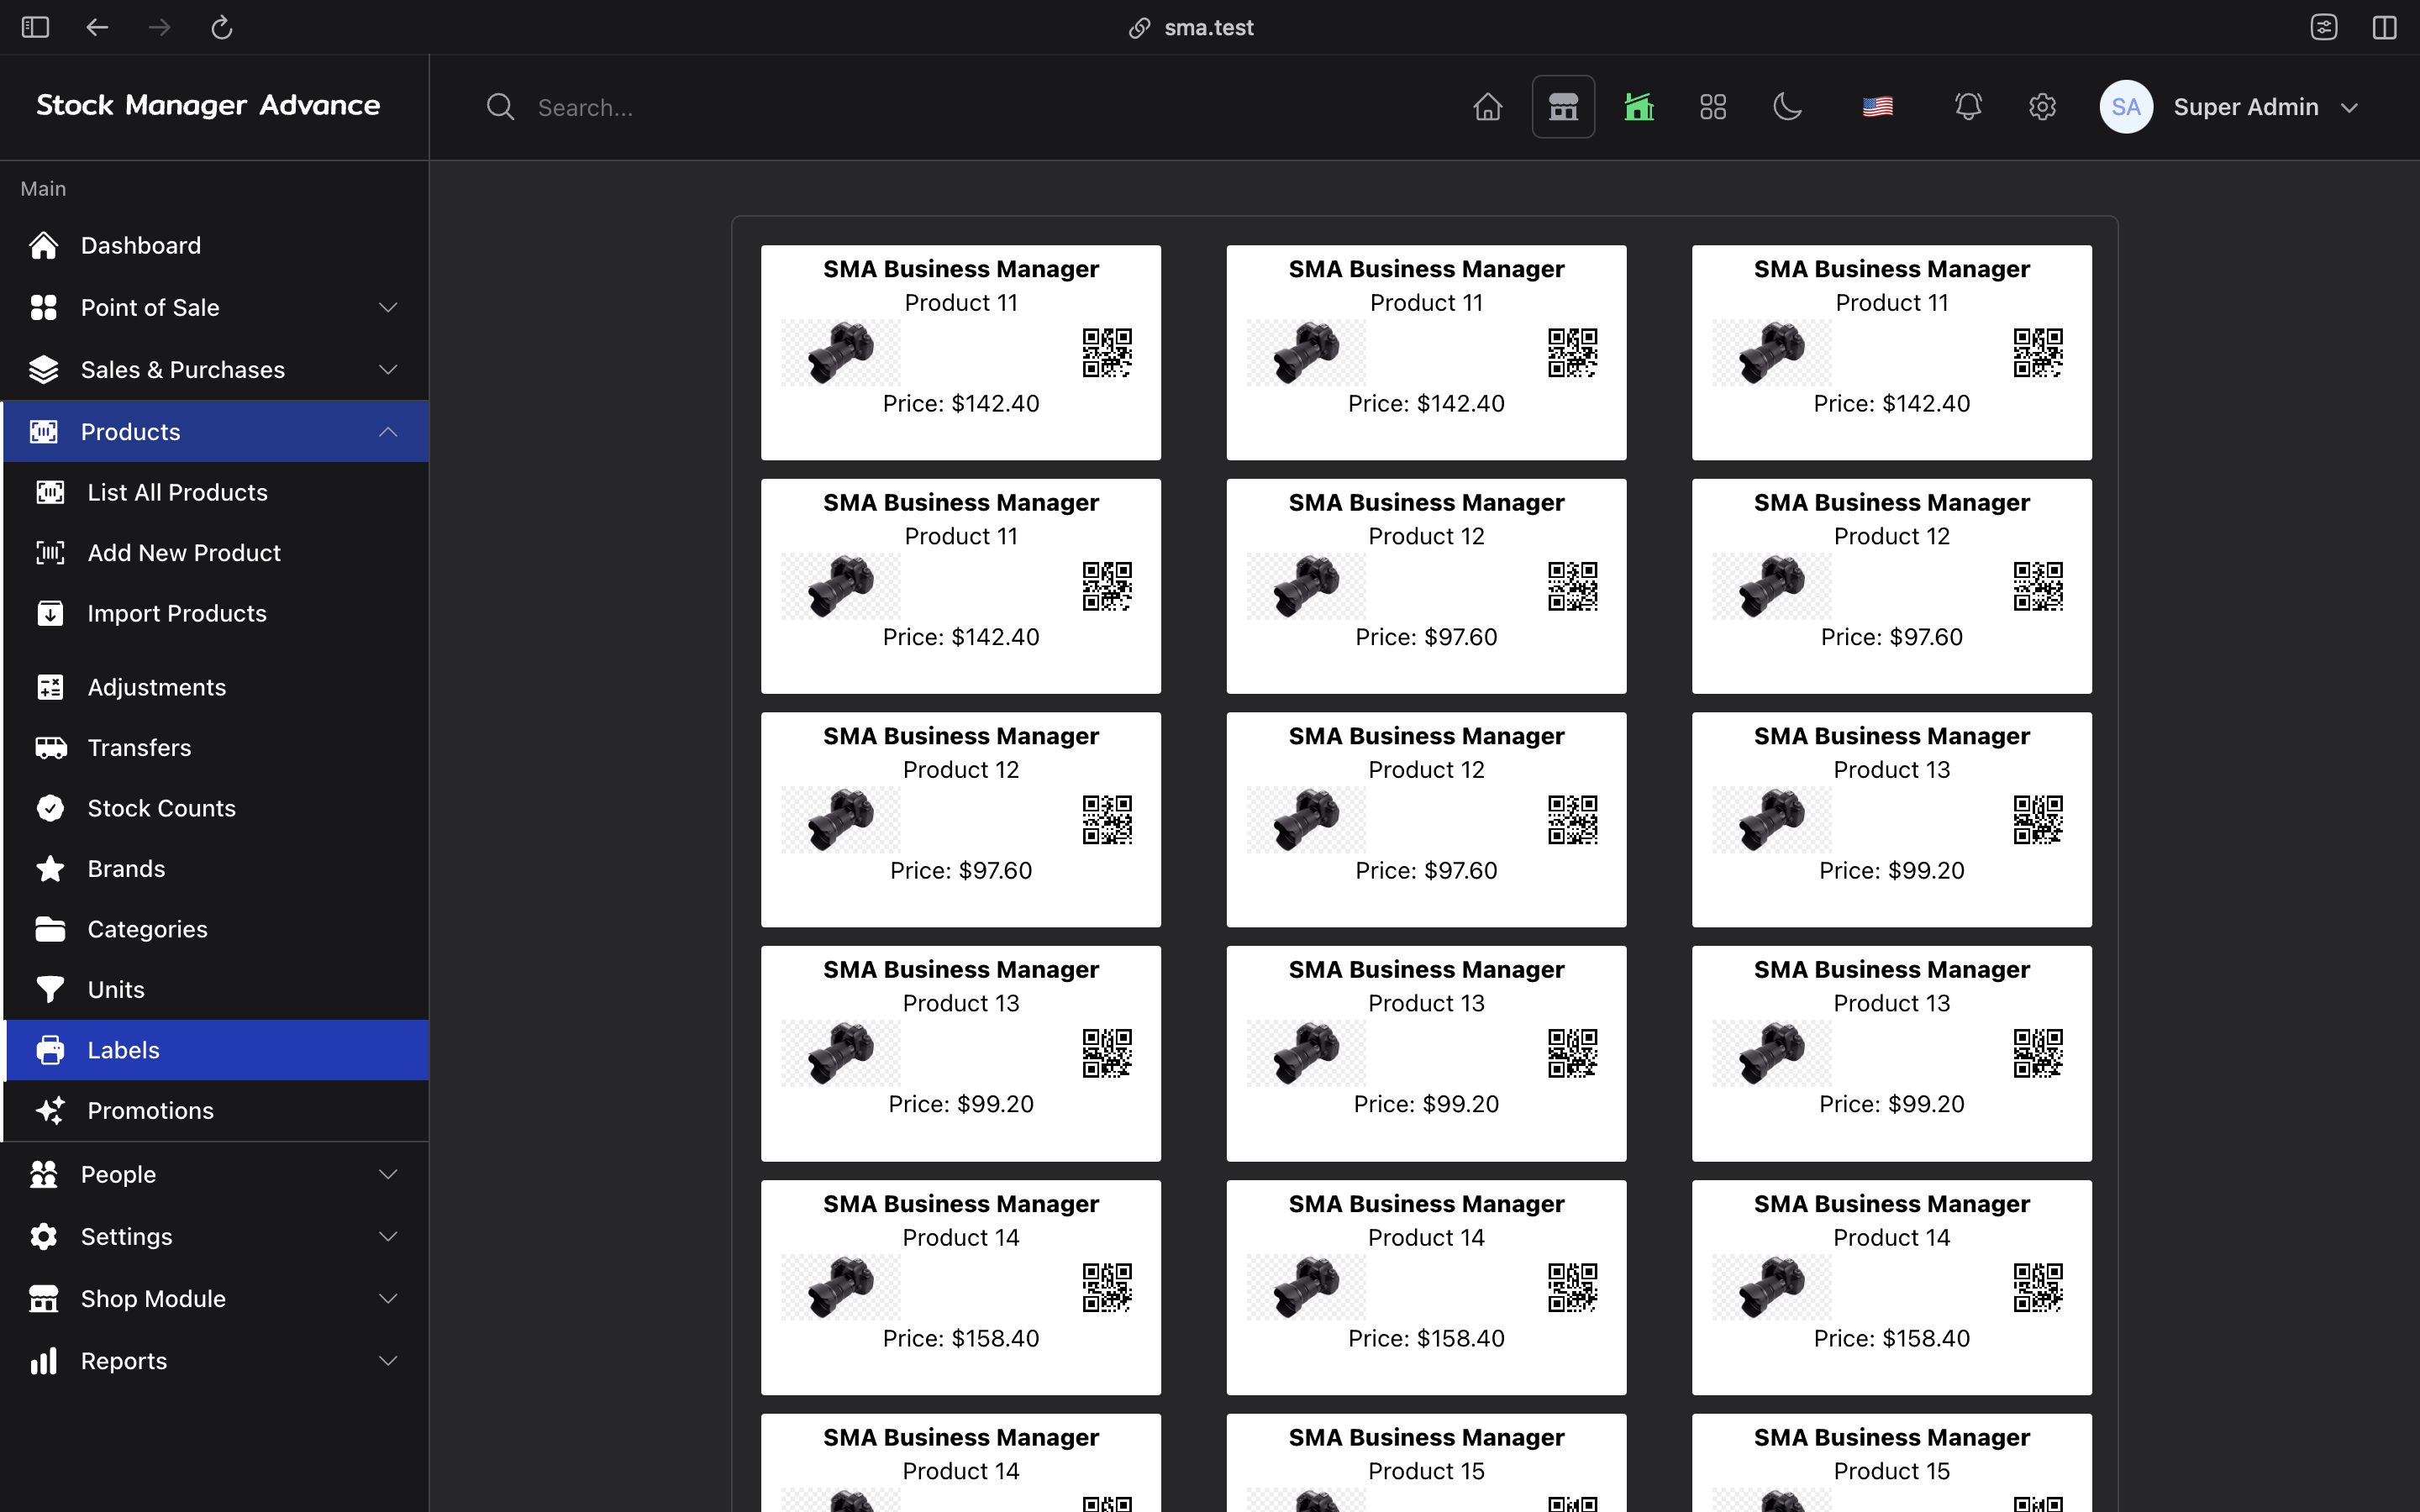 sma.test
Stock Manager Advance
Search...
SA
Super Admin
Main
Dashboard
Point of Sale
Sales & Purchases
Products
List All Products
Add New Product
Import Products
Adjustments
Transfers
Stock Counts
Brands
Categories
Units
Labels
Promotions
People
Settings
Shop Module
Reports
SMA Business Manager
Product 11
Price: $142.40
SMA Business Manager
Product 11
Price: $142.40
SMA Business Manager
Product 11
Price: $142.40
SMA Business Manager
Product 11
Price: $142.40
SMA Business Manager
Product 12
Price: $97.60
SMA Business Manager
Product 12
Price: $97.60
SMA Business Manager
Product 12
Price: $97.60
SMA Business Manager
Product 12
Price: $97.60
SMA Business Manager
Product 13
Price: $99.20
SMA Business Manager
Product 13
Price: $99.20
SMA Business Manager
Product 13
Price: $99.20
SMA Business Manager
Product 13
Price: $99.20
SMA Business Manager
Product 14
Price: $158.40
SMA Business Manager
Product 14
Price: $158.40
SMA Business Manager
Product 14
Price: $158.40
SMA Business Manager
Product 14
SMA Business Manager
Product 15
SMA Business Manager
Product 15